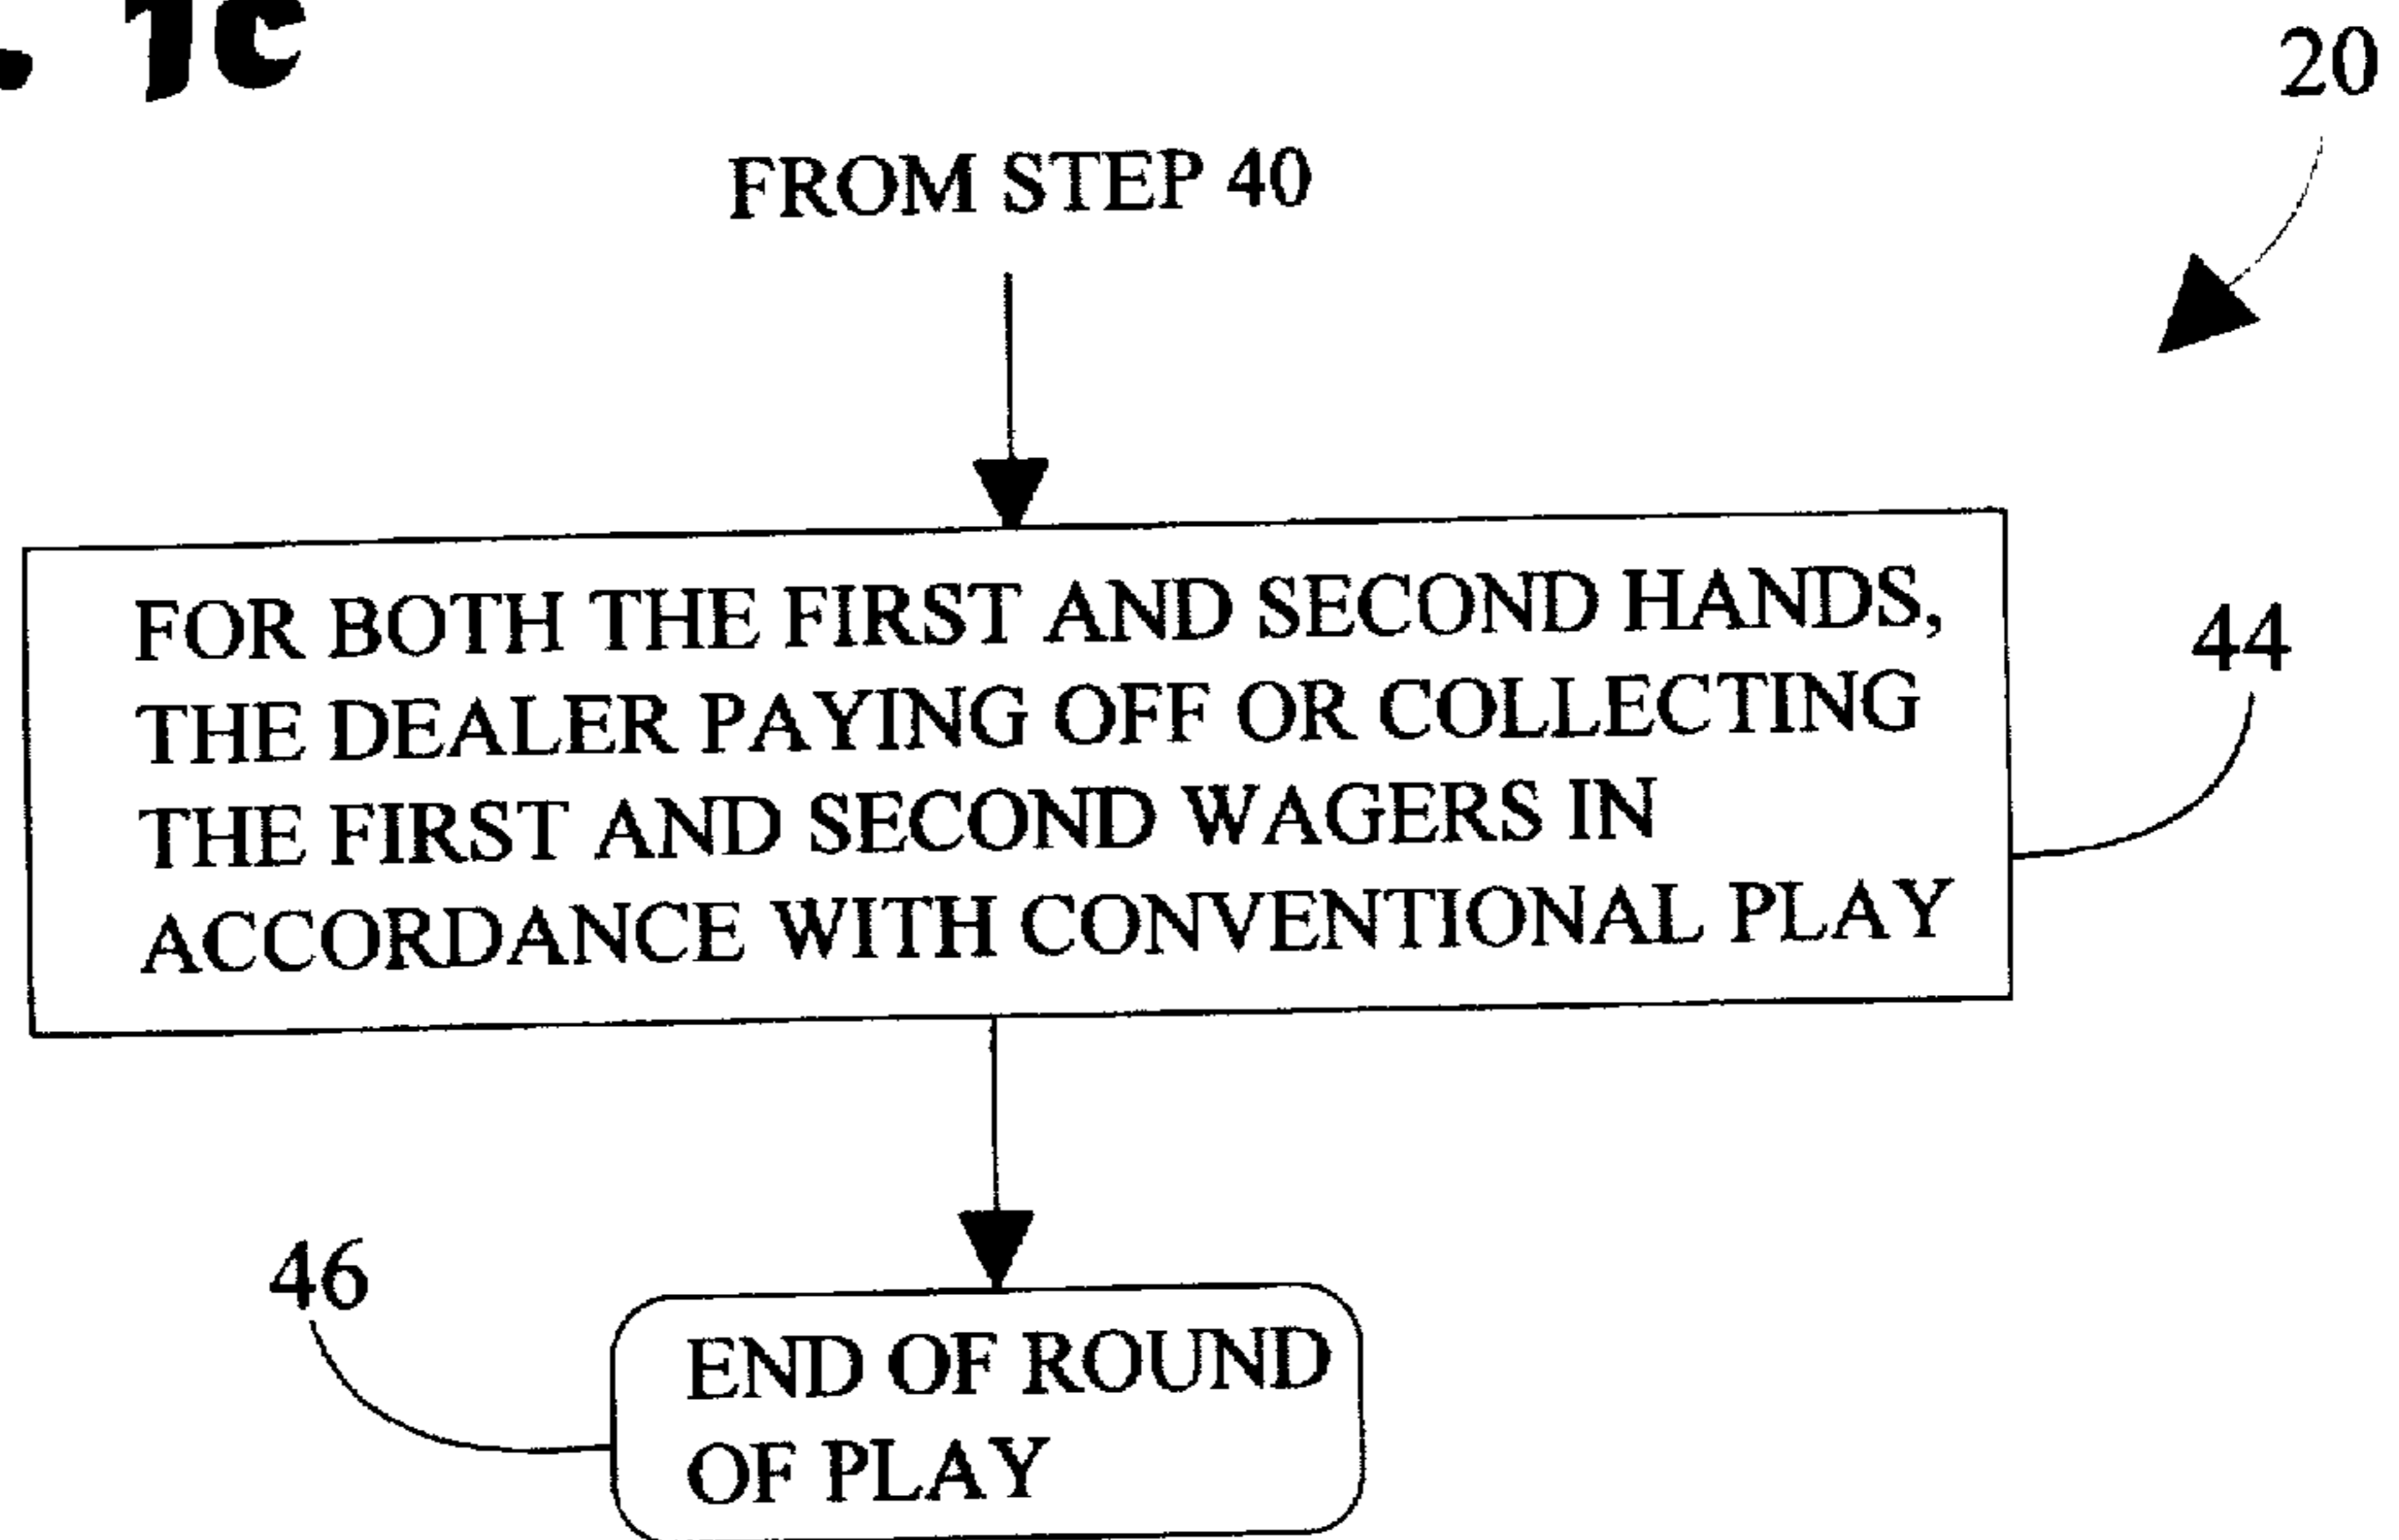 . 1c
20
FROM STEP 40
FOR BOTH THE FIRST AND SECOND HANDS,
THE DEALER PAYING OFF OR COLLECTING
THE FIRST AND SECOND WAGERS IN
ACCORDANCE WITH CONVENTIONAL PLAY
44
46
END OF ROUND
OF PLAY